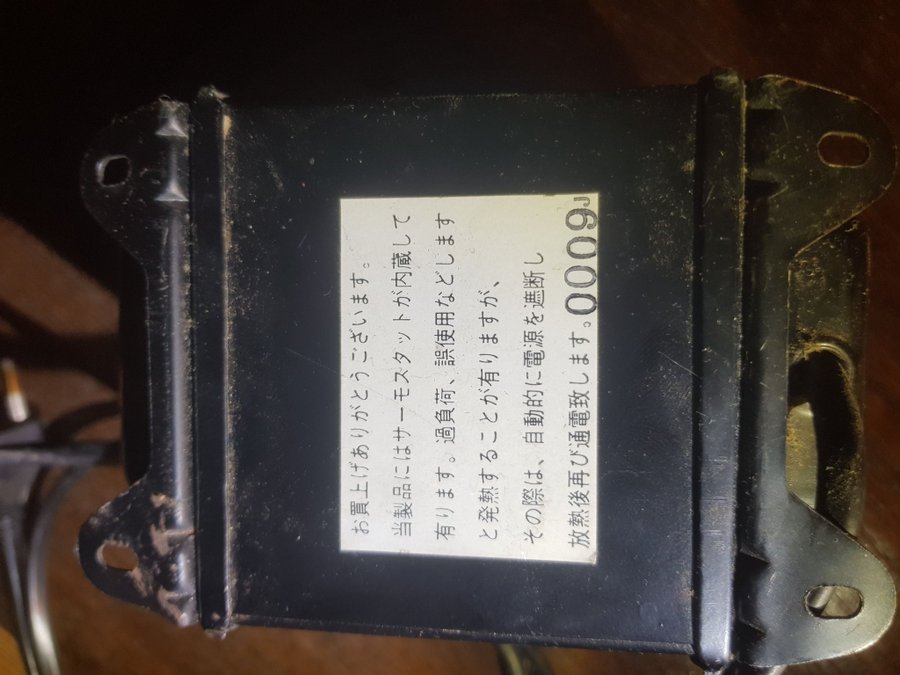 お買上げありがとうございます。
当製品にはサーモスタットが内蔵して
有ります。過負荷、誤使用などします
と発熱することが有りますが、
その際は、自動的に電源を遮断し
放熱後再び通電致します。0009J